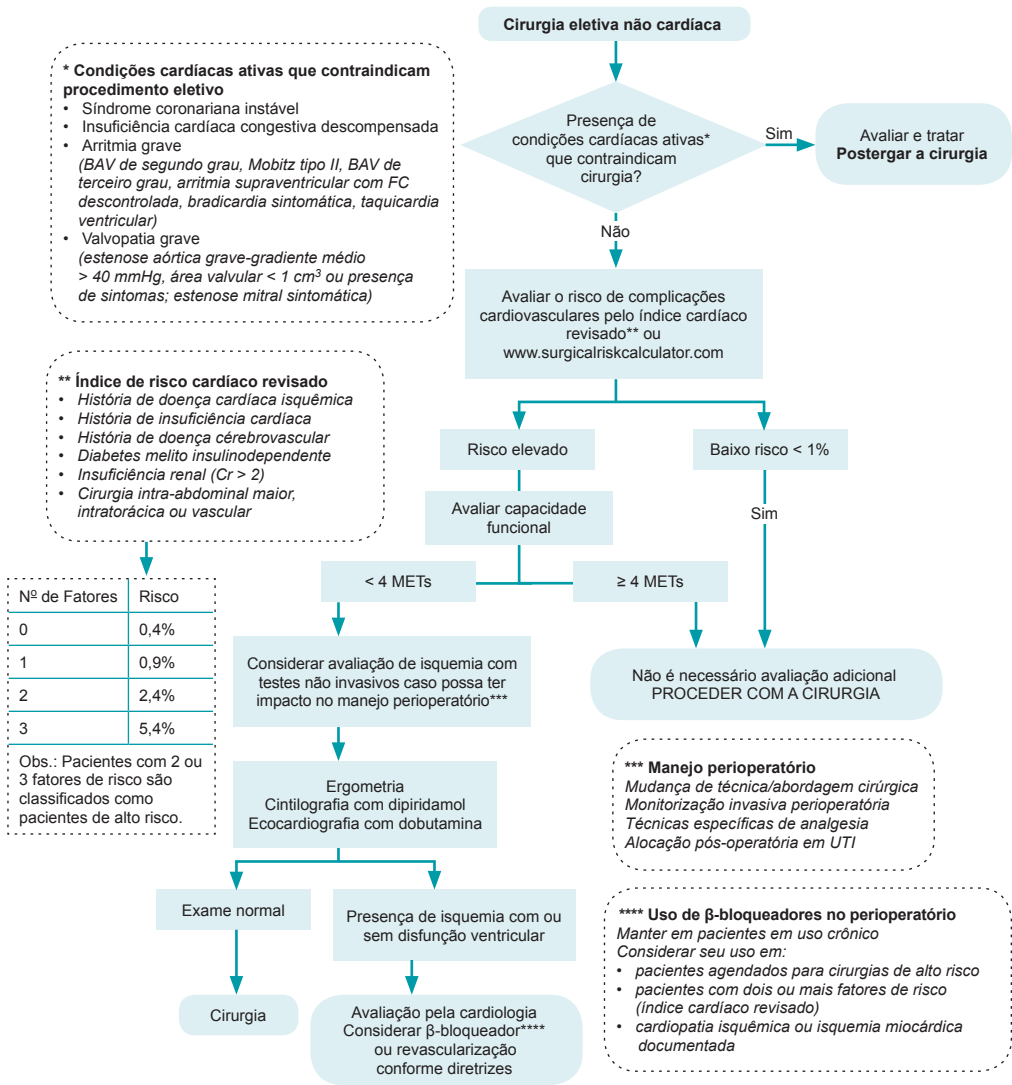 Cirurgia eletiva não cardíaca
* Condições cardíacas ativas que contraindicam
procedimento eletivo
• Síndrome coronariana instável
• Insuficiência cardíaca congestiva descompensada
• Arritmia grave
(BAV de segundo grau, Mobitz tipo II, BAV de
terceiro grau, arritmia supraventricular com FC
descontrolada, bradicardia sintomática, taquicardia
ventricular)
• Valvopatia grave
(estenose aórtica grave-gradiente médio
> 40 mmHg, área valvular < 1 cm³ ou presença
de sintomas; estenose mitral sintomática)
Presença de
condições cardíacas ativas*
que contraindicam
cirurgia?
Sim
Avaliar e tratar
Postergar a cirurgia
Não
Avaliar o risco de complicações
cardiovasculares pelo índice cardíaco
revisado** ou
www.surgicalriskcalculator.com
** Índice de risco cardíaco revisado
• História de doença cardíaca isquêmica
• História de insuficiência cardíaca
• História de doença cérebrovascular
• Diabetes melito insulinodependente
• Insuficiência renal (Cr > 2)
• Cirurgia intra-abdominal maior,
intratorácica ou vascular
Risco elevado
Baixo risco < 1%
Avaliar capacidade
funcional
Sim
< 4 METs
≥ 4 METs
Nº de Fatores Risco
0 0,4%
1 0,9%
2 2,4%
3 5,4%
Obs.: Pacientes com 2 ou
3 fatores de risco são
classificados como
pacientes de alto risco.
Considerar avaliação de isquemia com
testes não invasivos caso possa ter
impacto no manejo perioperatório***
Não é necessário avaliação adicional
PROCEDER COM A CIRURGIA
Ergometria
Cintilografia com dipiridamol
Ecocardiografia com dobutamina
*** Manejo perioperatório
Mudança de técnica/abordagem cirúrgica
Monitorização invasiva perioperatória
Técnicas específicas de analgesia
Alocação pós-operatória em UTI
Exame normal
Presença de isquemia com ou
sem disfunção ventricular
Cirurgia
Avaliação pela cardiologia
Considerar β-bloqueador****
ou revascularização
conforme diretrizes
**** Uso de β-bloqueadores no perioperatório
Manter em pacientes em uso crônico
Considerar seu uso em:
• pacientes agendados para cirurgias de alto risco
• pacientes com dois ou mais fatores de risco
(índice cardíaco revisado)
• cardiopatia isquêmica ou isquemia miocárdica
documentada